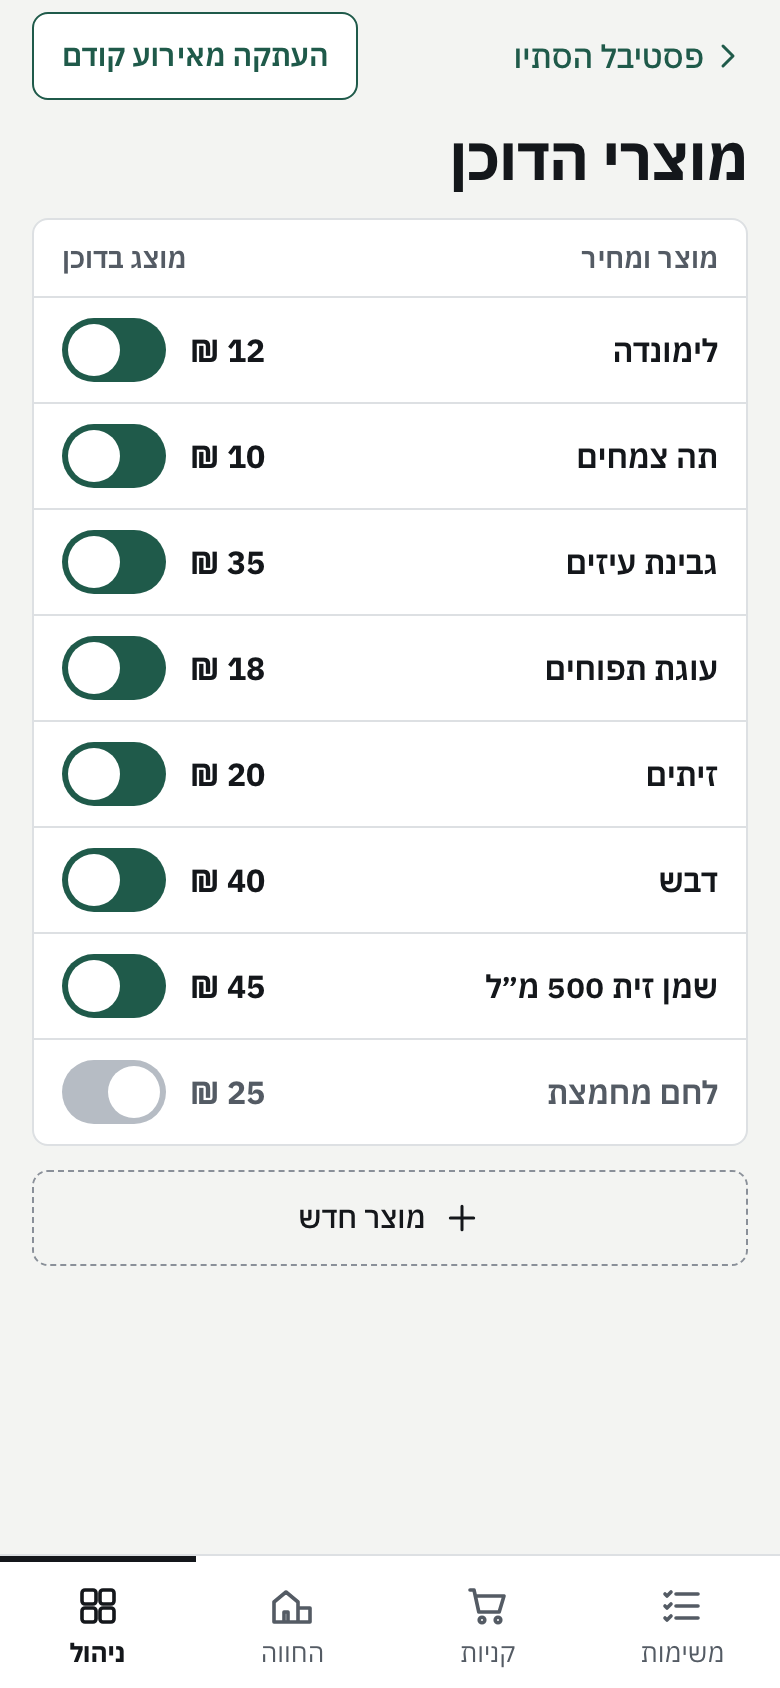 פסטיבל הסתיו
העתקה מאירוע קודם
מוצרי הדוכן
מוצר ומחיר
מוצג בדוכן
לימונדה
12 ₪
תה צמחים
10 ₪
גבינת עיזים
35 ₪
עוגת תפוחים
18 ₪
זיתים
20 ₪
דבש
40 ₪
שמן זית 500 מ״ל
45 ₪
לחם מחמצת
25 ₪
מוצר חדש
משימות
קניות
החווה
ניהול